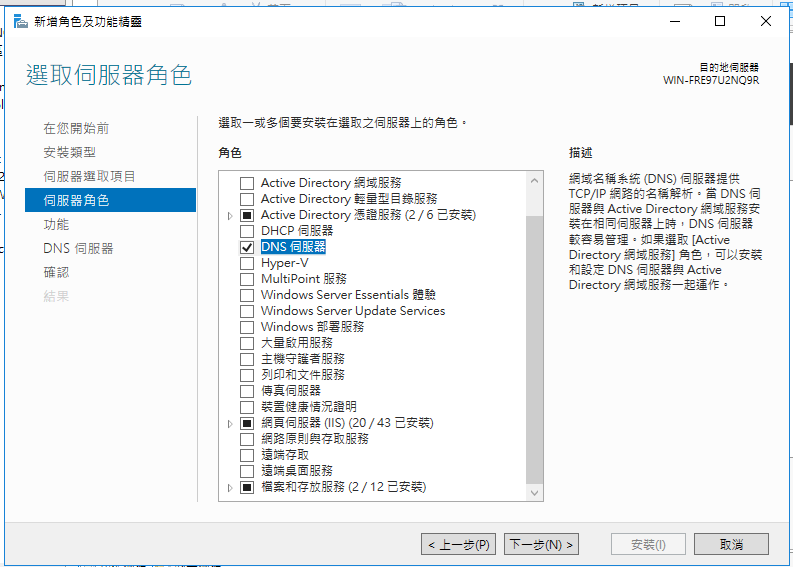 新增角色及功能精靈
選取伺服器角色
目的地伺服器
WIN-FRE97U2NQ9R
在您開始前
安裝類型
伺服器選取項目
伺服器角色
功能
DNS 伺服器
確認
結果
選取一或多個要安裝在選取之伺服器上的角色。
角色
Active Directory 網域服務
Active Directory 輕量型目錄服務
Active Directory 憑證服務 (2 / 6 已安裝)
DHCP 伺服器
DNS 伺服器
Hyper-V
MultiPoint 服務
Windows Server Essentials 體驗
Windows Server Update Services
Windows 部署服務
大量啟用服務
主機守護者服務
列印和文件服務
傳真伺服器
裝置健康情況證明
網頁伺服器 (IIS) (20 / 43 已安裝)
網路原則與存取服務
遠端存取
遠端桌面服務
檔案和存放服務 (2 / 12 已安裝)
描述
網域名稱系統 (DNS) 伺服器提供
TCP/IP 網路的名稱解析。當 DNS 伺
服器與 Active Directory 網域服務安
裝在相同伺服器上時，DNS 伺服器
較容易管理。如果選取 [Active
Directory 網域服務] 角色，可以安裝
和設定 DNS 伺服器與 Active
Directory 網域服務一起運作。
< 上一步(P)
下一步(N) >
安裝(I)
取消